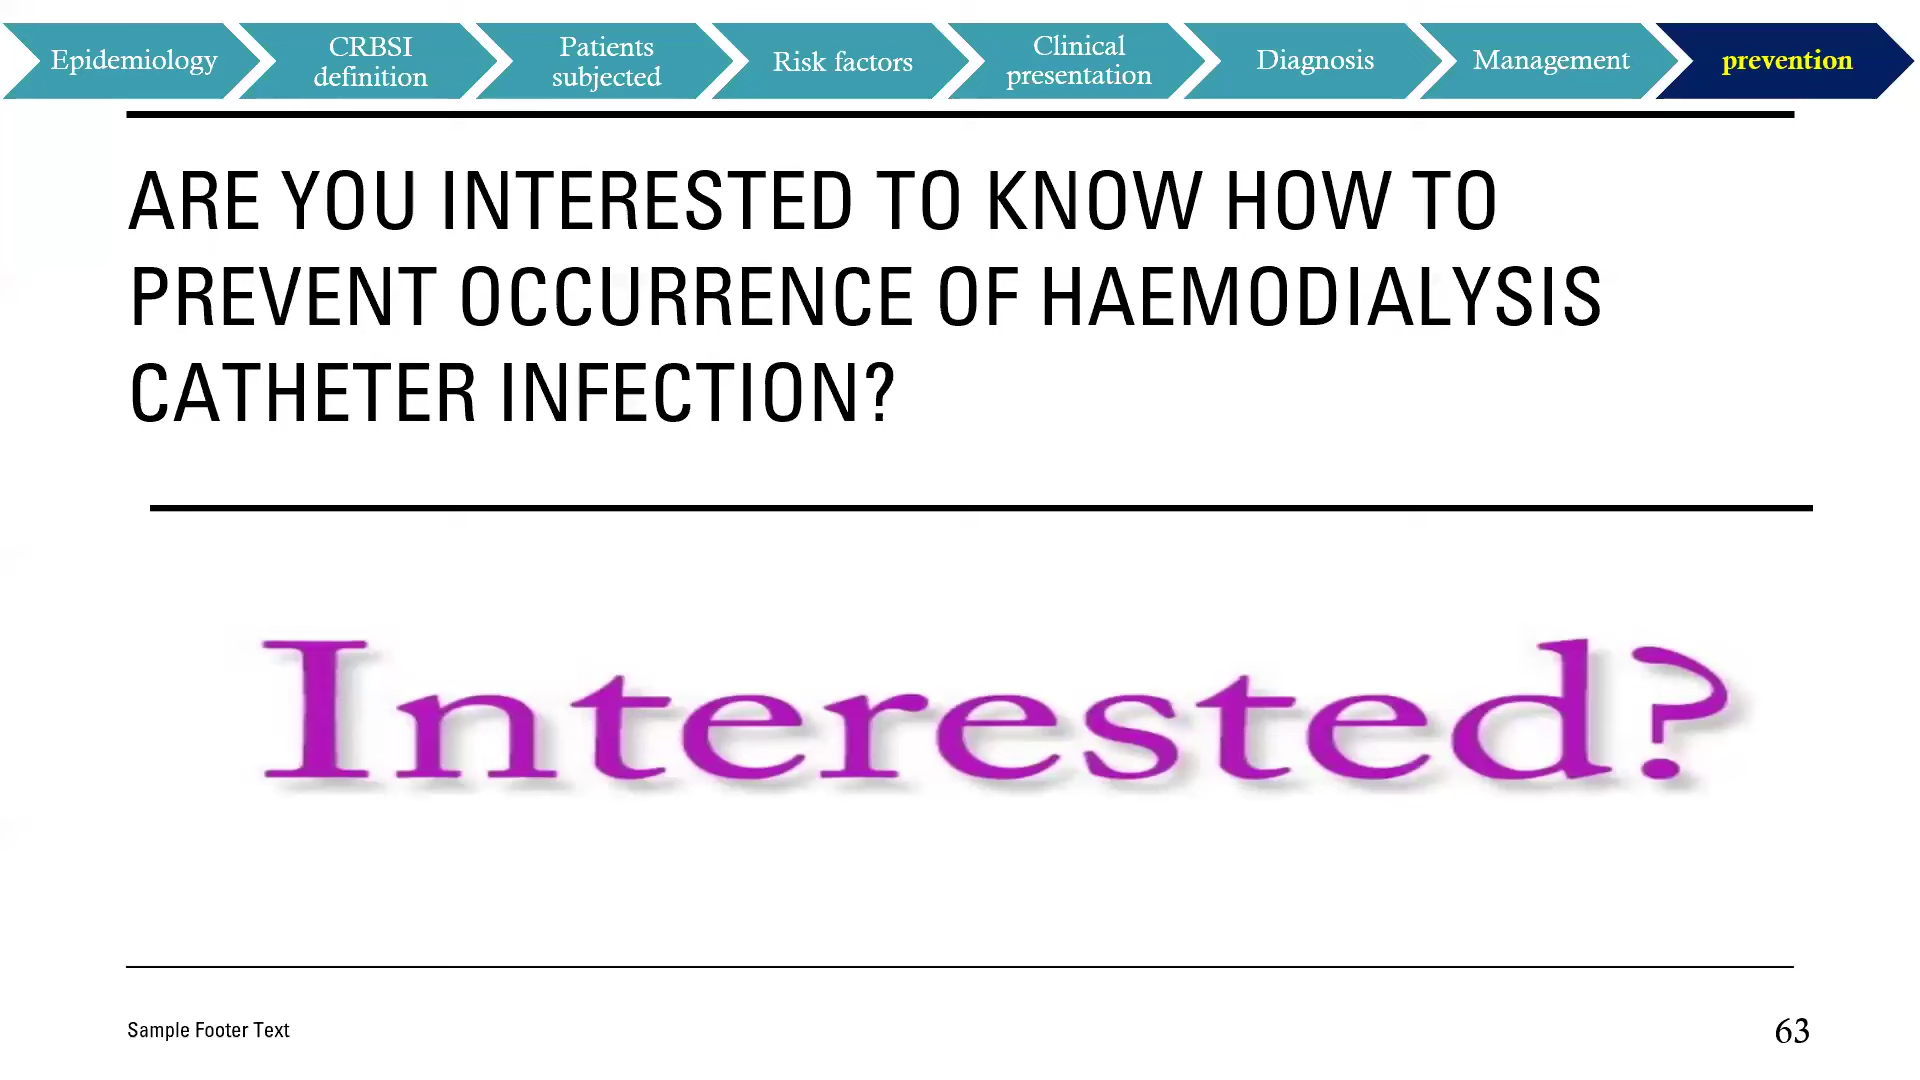 Epidemiology
CRBSI
definition
Patients
subjected
Risk factors
Clinical
presentation
Diagnosis
Management
prevention
ARE YOU INTERESTED TO KNOW HOW TO
PREVENT OCCURRENCE OF HAEMODIALYSIS
CATHETER INFECTION?
Interested?
Sample Footer Text
63